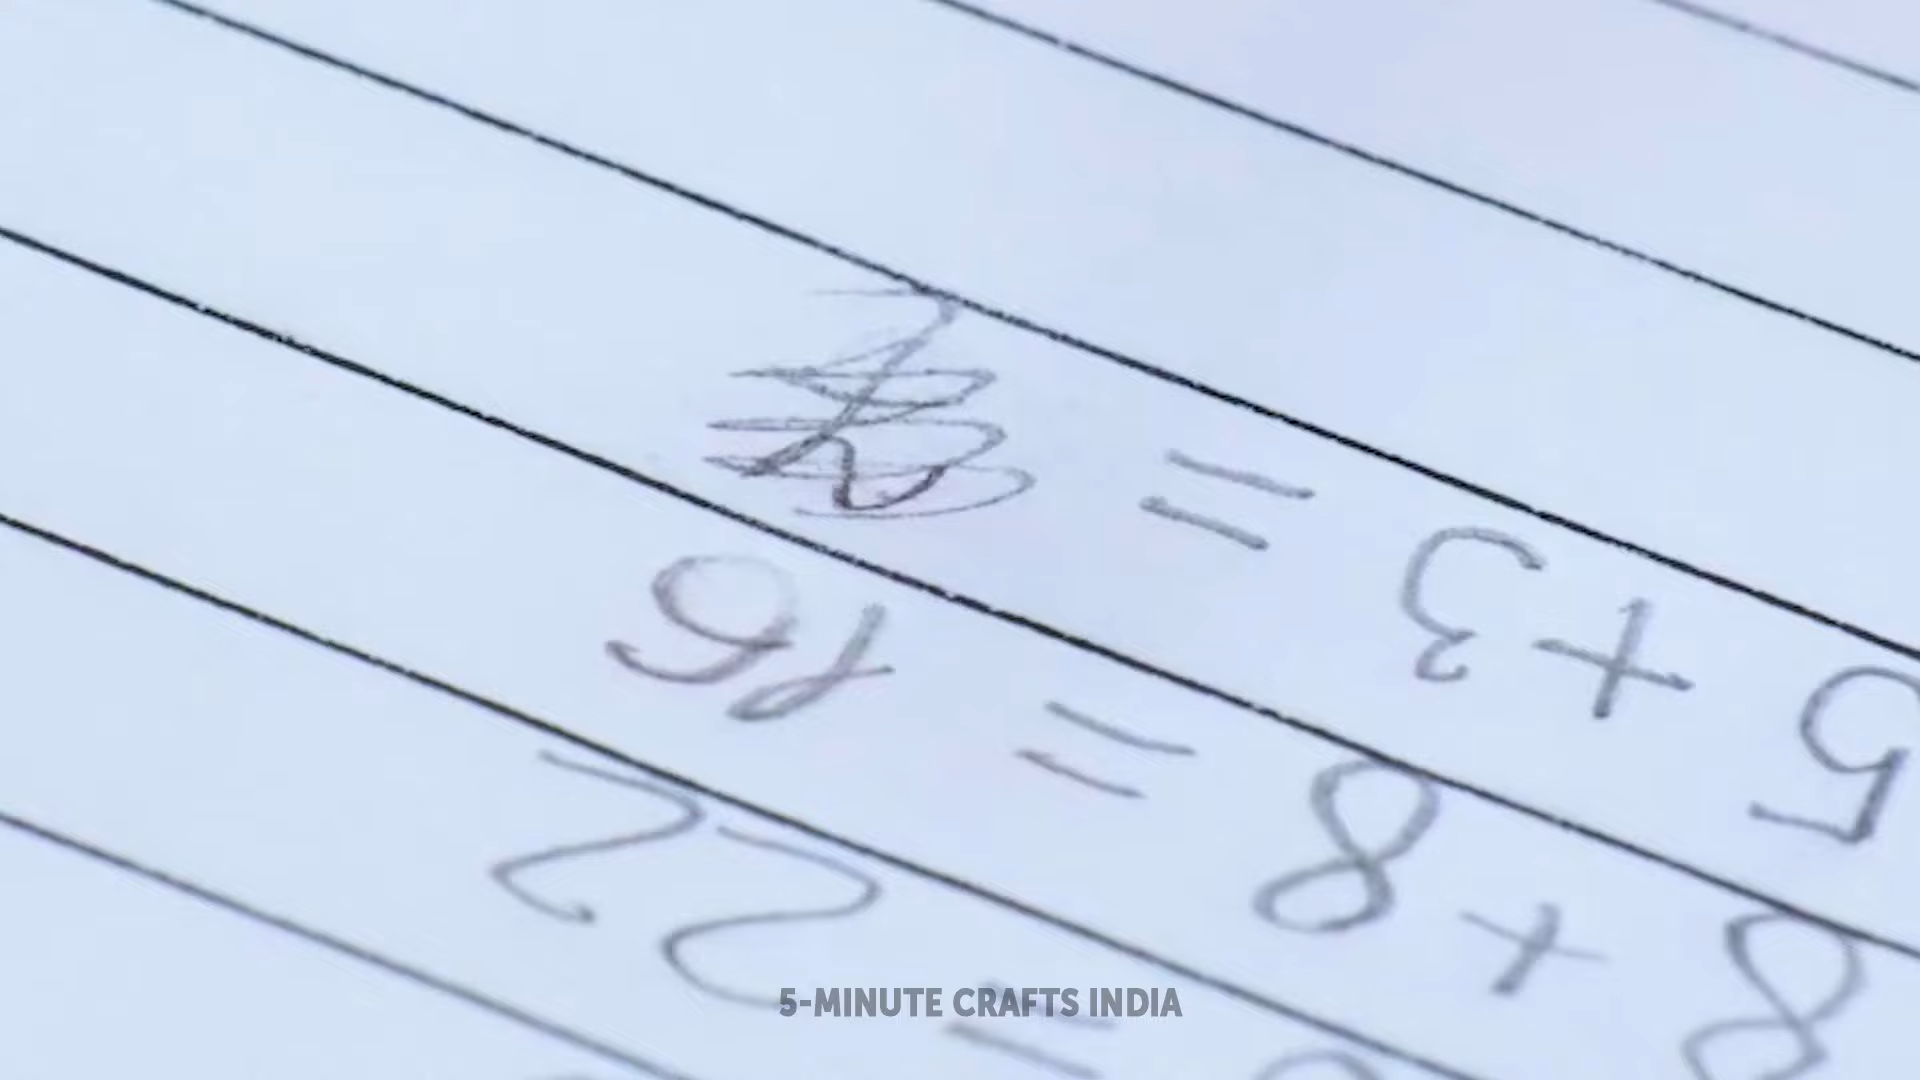 = 22
8 + 8 = 16
5 + 3 =
5-MINUTE CRAFTS INDIA